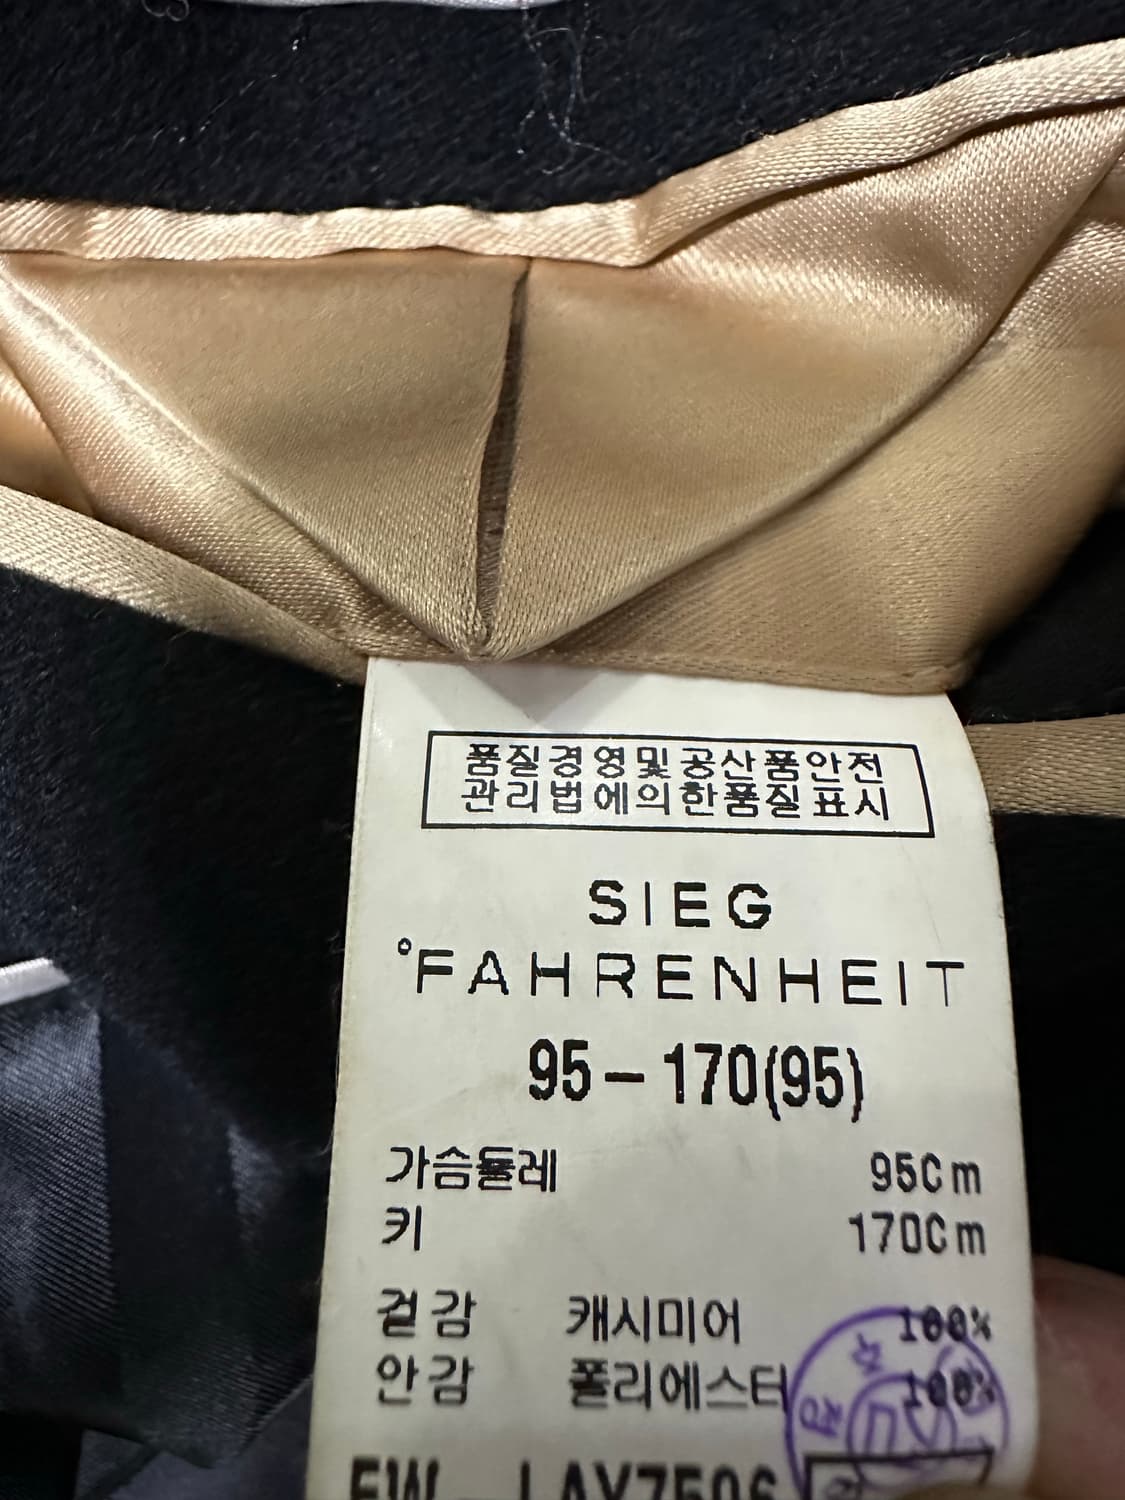 품질경영및공산품안전
관리법에의한품질표시
SIEG
°FAHRENHEIT
95-170(95)
가슴둘레 95Cm
키 170Cm
겉감 캐시미어 100%
안감 폴리에스터 100%